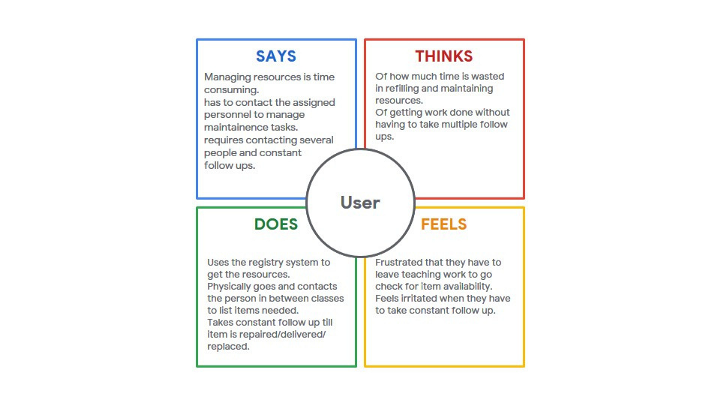 SAYS
Managing resources is time
consuming.
has to contact the assigned
personnel to manage
maintainence tasks.
requires contacting several
people and constant
follow ups.
THINKS
Of how much time is wasted
in refilling and maintaining
resources.
Of getting work done without
having to take multiple follow
ups.
User
DOES
Uses the registry system to
get the resources.
Physically goes and contacts
the person in between classes
to list items needed.
Takes constant follow up till
item is repaired/delivered/
replaced.
FEELS
Frustrated that they have to
leave teaching work to go
check for item availability.
Feels irritated when they have
to take constant follow up.